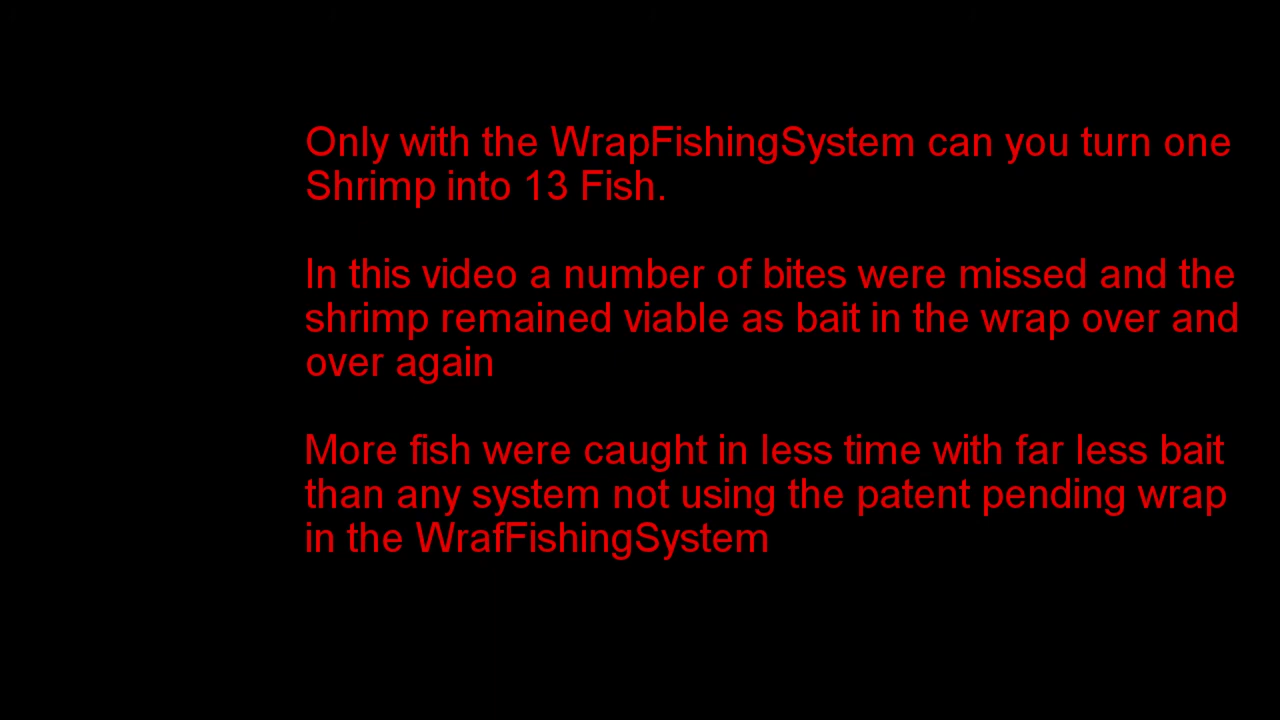 Only with the WrapFishingSystem can you turn one
Shrimp into 13 Fish.
In this video a number of bites were missed and the
shrimp remained viable as bait in the wrap over and
over again
More fish were caught in less time with far less bait
than any system not using the patent pending wrap
in the WrafFishingSystem